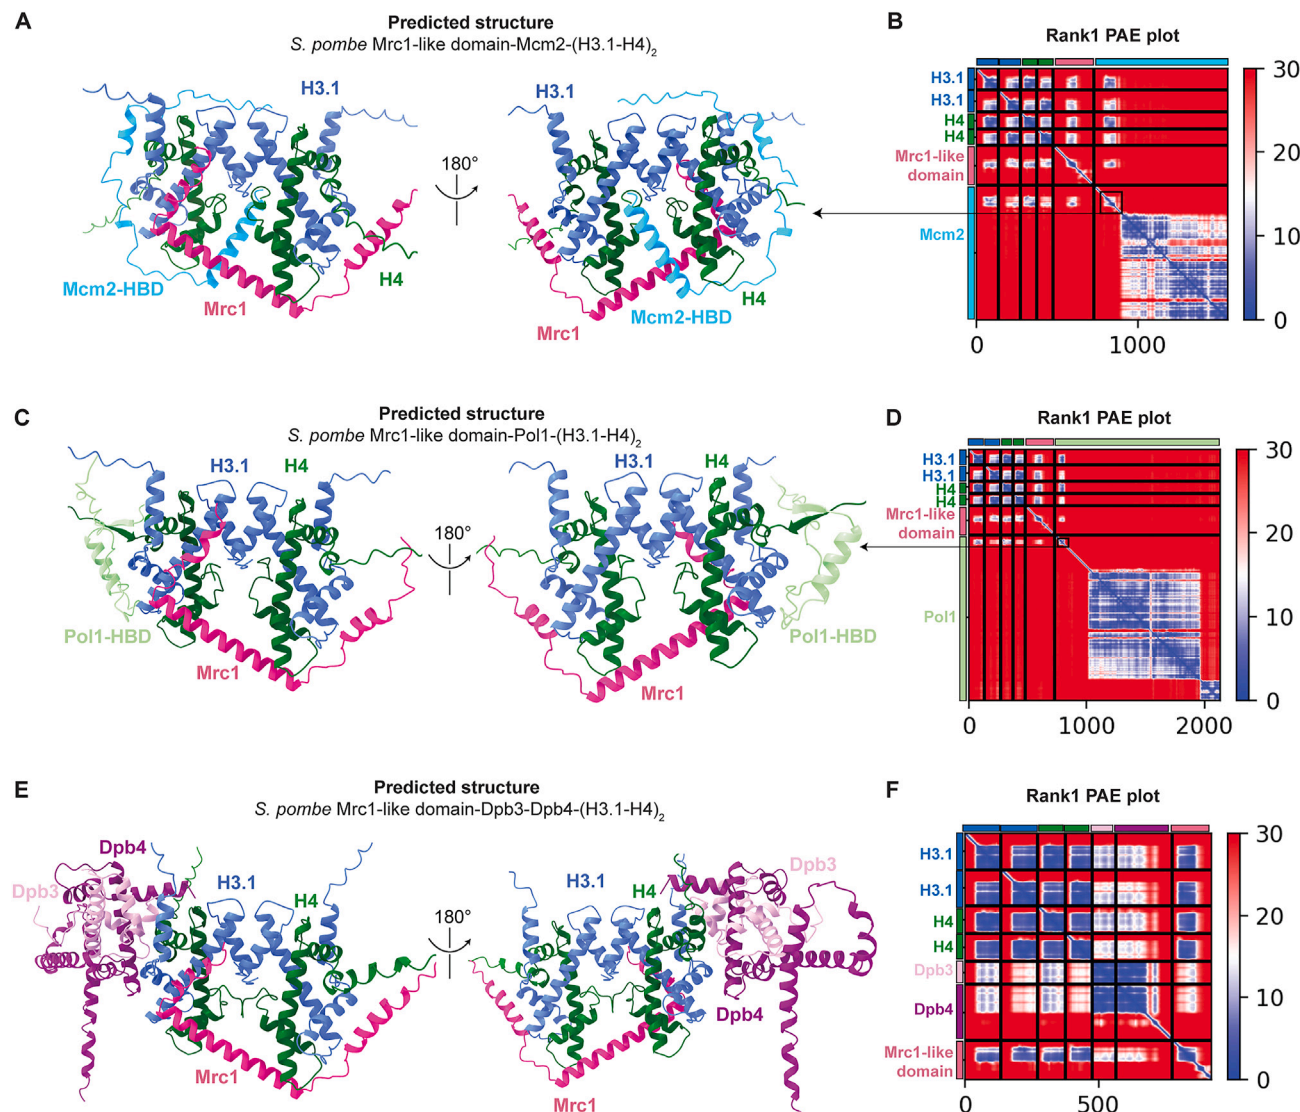 A
Predicted structure
S. pombe Mrc1-like domain-Mcm2-(H3.1-H4)2
H3.1
H3.1
180°
Mcm2-HBD
Mrc1
H4
Mrc1
Mcm2-HBD
H4
B
Rank1 PAE plot
H3.1
H3.1
H4
H4
Mrc1-like
domain
Mcm2
30
20
10
0
0 1000
C
Predicted structure
S. pombe Mrc1-like domain-Pol1-(H3.1-H4)2
H3.1 H4
H3.1 H4
180°
Pol1-HBD
Mrc1
Mrc1
Pol1-HBD
D
Rank1 PAE plot
H3.1
H3.1
H4
H4
Mrc1-like
domain
Pol1
30
20
10
0
0 1000 2000
E
Predicted structure
S. pombe Mrc1-like domain-Dpb3-Dpb4-(H3.1-H4)2
Dpb4
Dpb3
H3.1
H4
180°
H3.1
H4
Dpb3
Dpb4
Mrc1
Mrc1
F
Rank1 PAE plot
H3.1
H3.1
H4
H4
Dpb3
Dpb4
Mrc1-like
domain
30
20
10
0
0 500